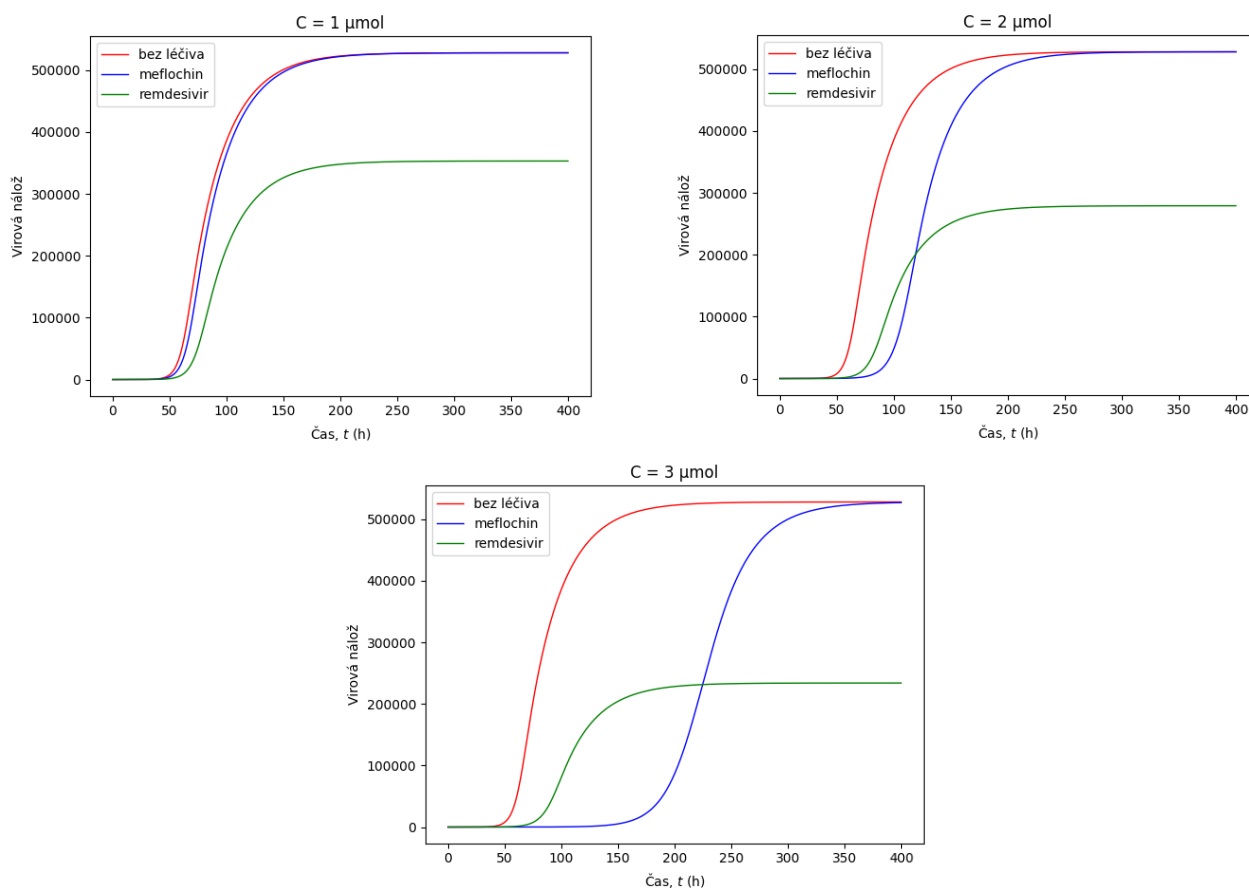 C = 1 μmol
bez léčiva
meflochin
remdesivir
Virová nálož
500000
400000
300000
200000
100000
0
0 50 100 150 200 250 300 350 400
Čas, t (h)
C = 2 μmol
bez léčiva
meflochin
remdesivir
Virová nálož
500000
400000
300000
200000
100000
0
0 50 100 150 200 250 300 350 400
Čas, t (h)
C = 3 μmol
bez léčiva
meflochin
remdesivir
Virová nálož
500000
400000
300000
200000
100000
0
0 50 100 150 200 250 300 350 400
Čas, t (h)